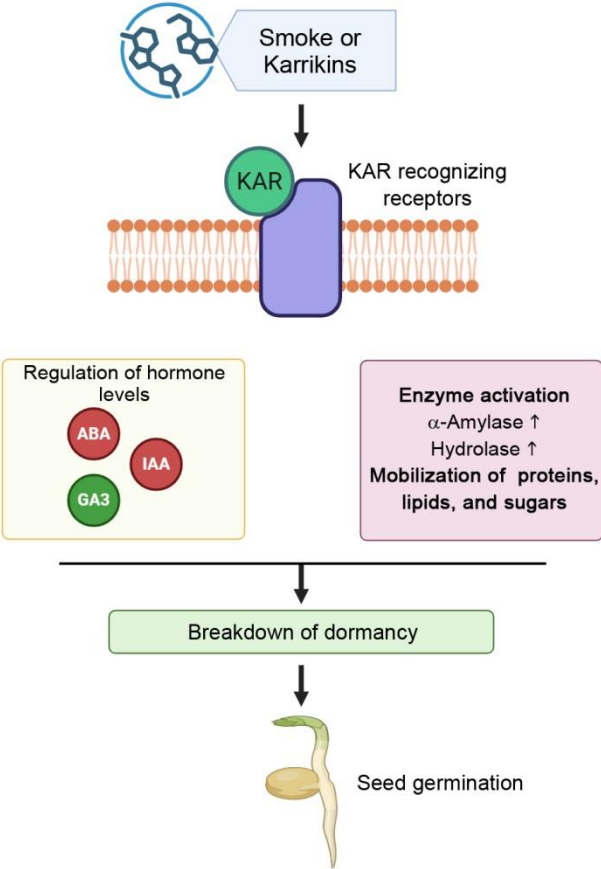 Smoke or
Karrikins
KAR
KAR recognizing
receptors
Regulation of hormone
levels
ABA
IAA
GA3
Enzyme activation
α-Amylase ↑
Hydrolase ↑
Mobilization of proteins,
lipids, and sugars
Breakdown of dormancy
Seed germination